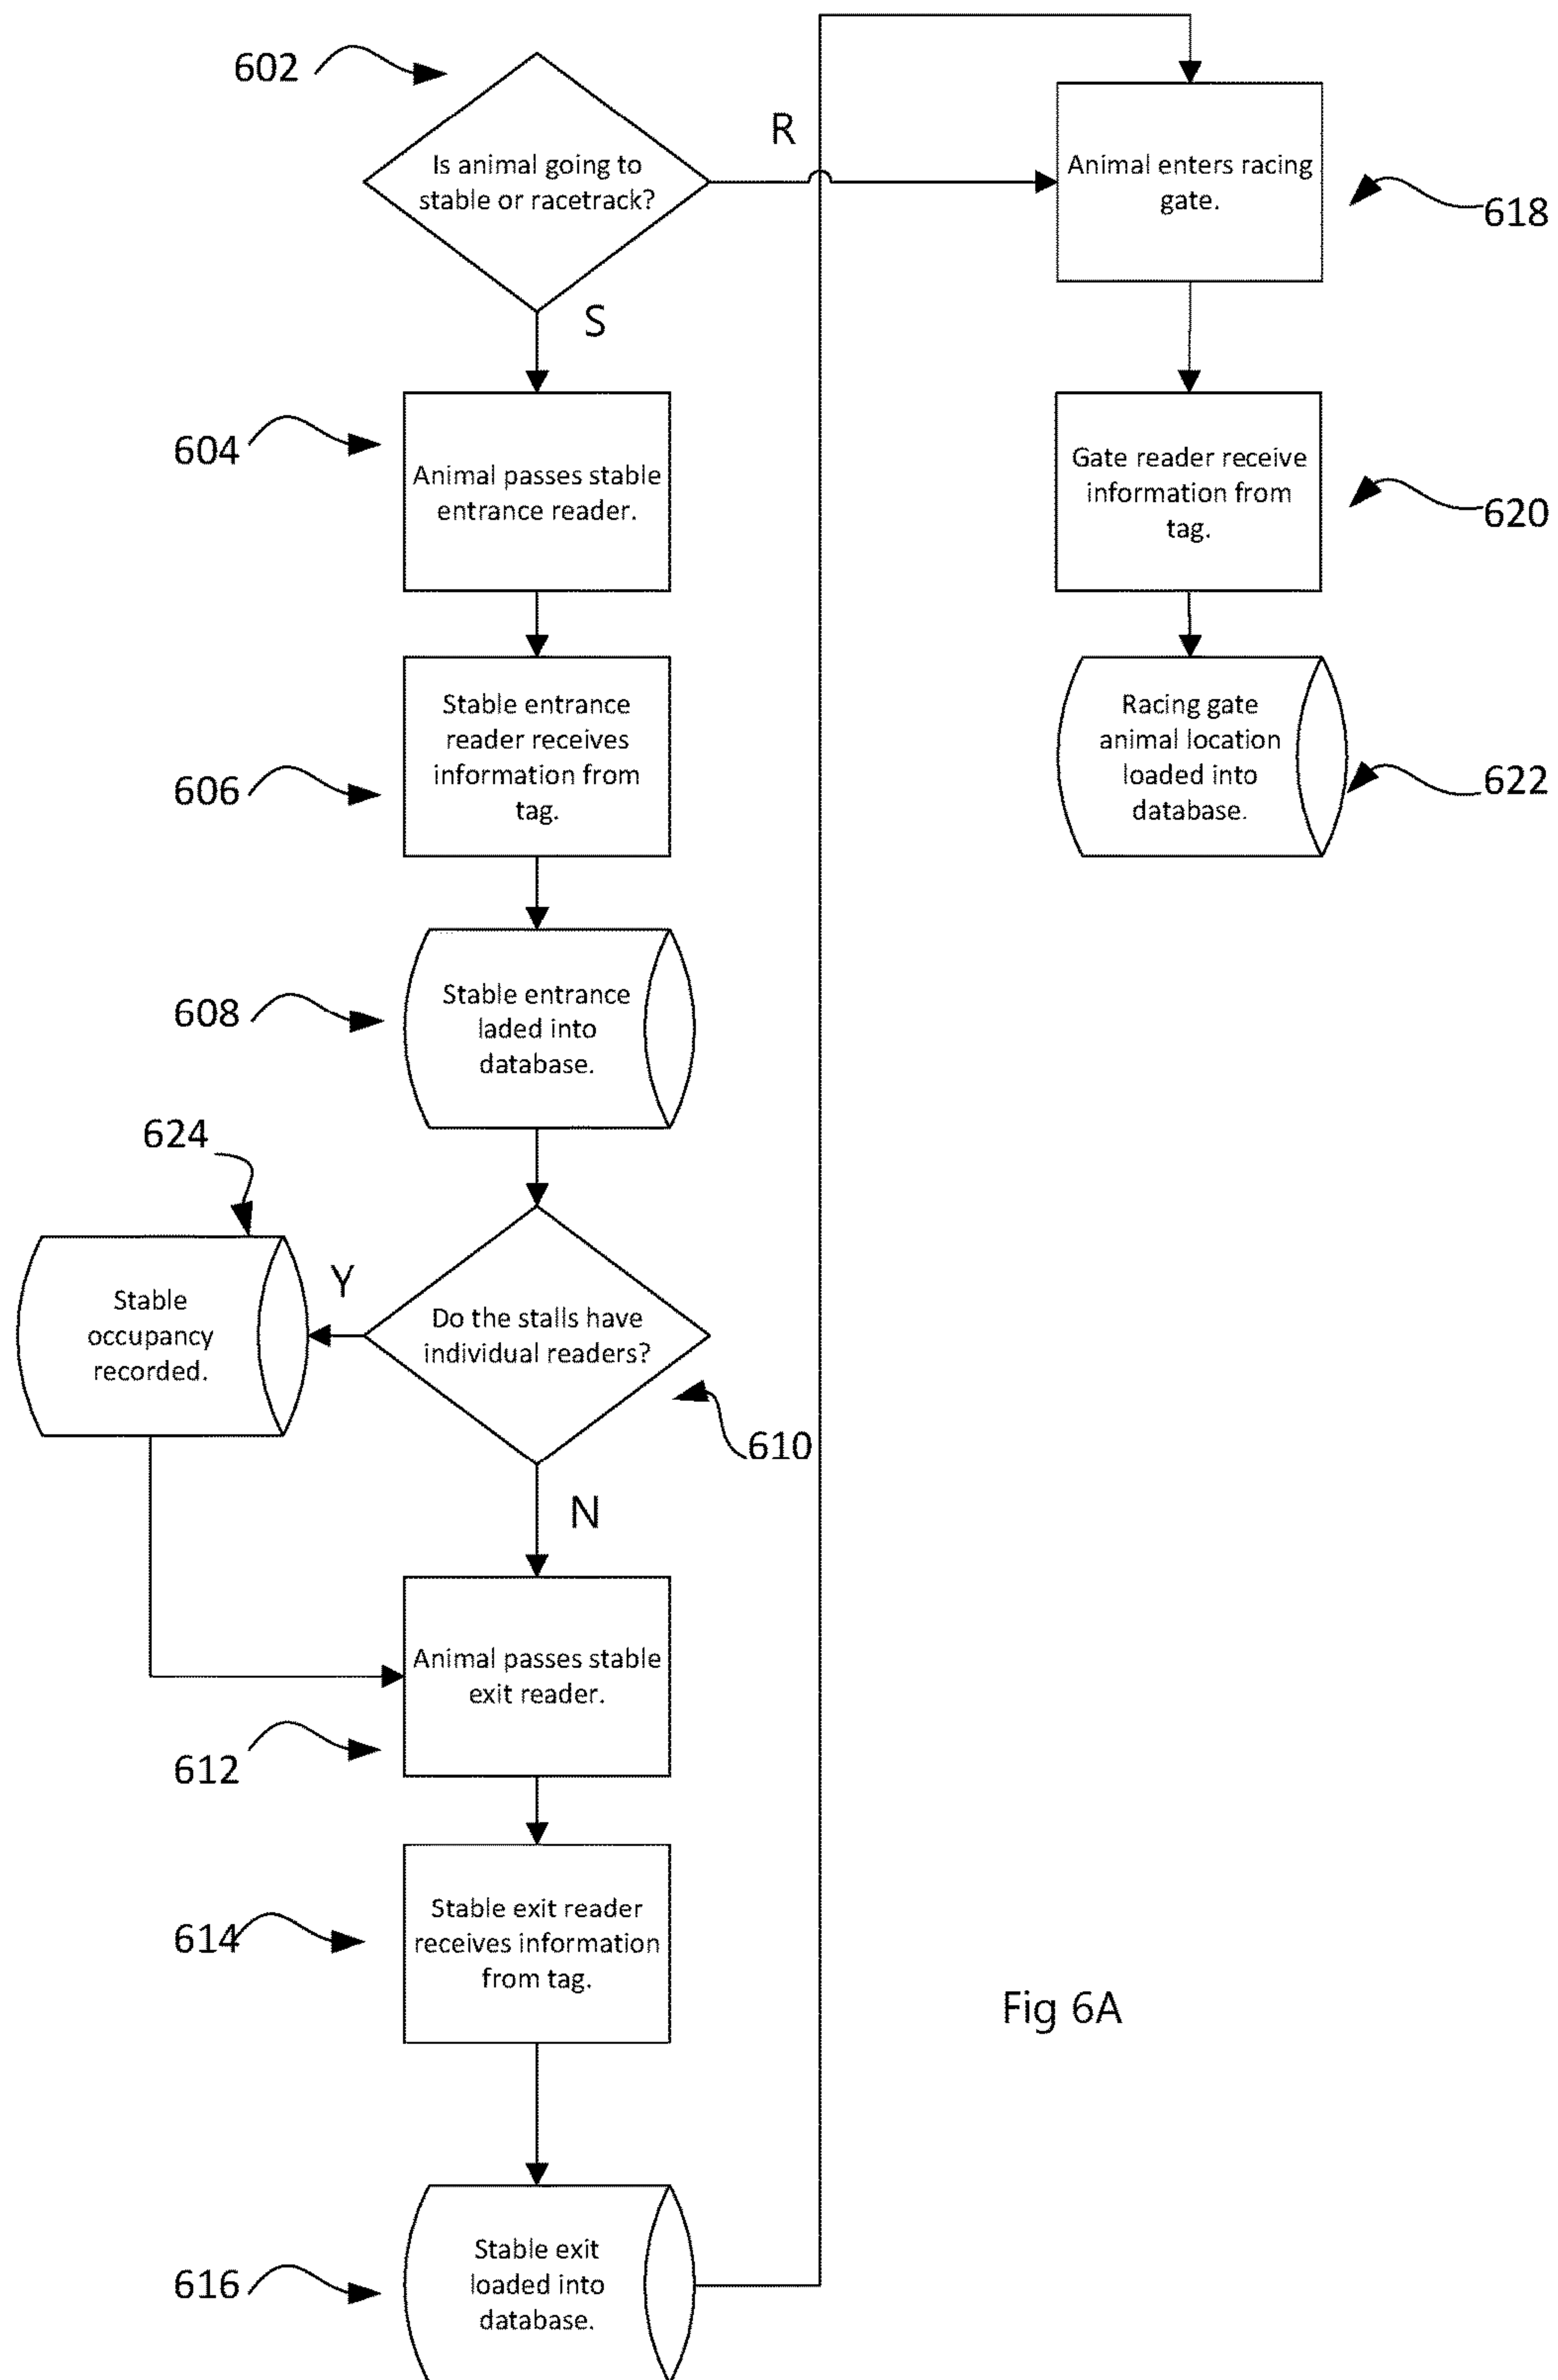 602
Is animal going to
stable or racetrack?
R
S
Animal enters racing
gate.
618
604
Animal passes stable
entrance reader.
Gate reader receive
information from
tag.
620
606
Stable entrance
reader receives
information from
tag.
Racing gate
animal location
loaded into
database.
622
608
Stable entrance
laded into
database.
624
Stable
occupancy
recorded.
Y
Do the stalls have
individual readers?
610
N
Animal passes stable
exit reader.
612
614
Stable exit reader
receives information
from tag.
Fig 6A
616
Stable exit
loaded into
database.